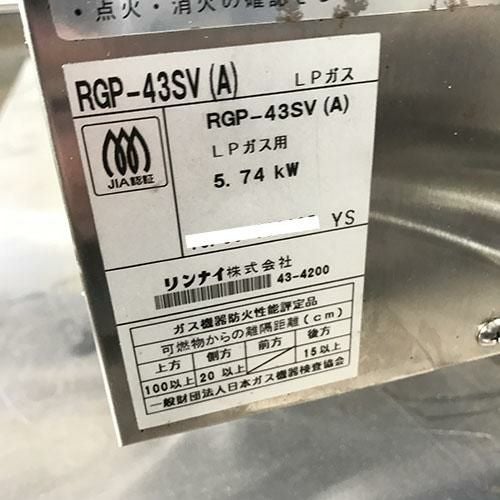 ・点火・消火の確認
RGP-43SV(A) LPガス
JIA認証
RGP-43SV(A)
LPガス用
5.74 kW
YS
リンナイ株式会社
43-4200
ガス機器防火性能評定品
可燃物からの離隔距離(cm)
上方 側方 前方 後方
100以上 20以上 15以上
一般財団法人日本ガス機器検査協会